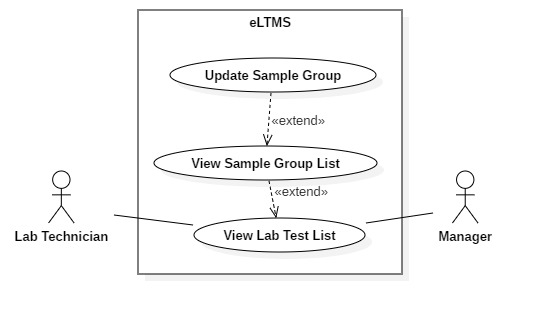 eLTMS
Update Sample Group
«extend»
View Sample Group List
«extend»
View Lab Test List
Lab Technician
Manager